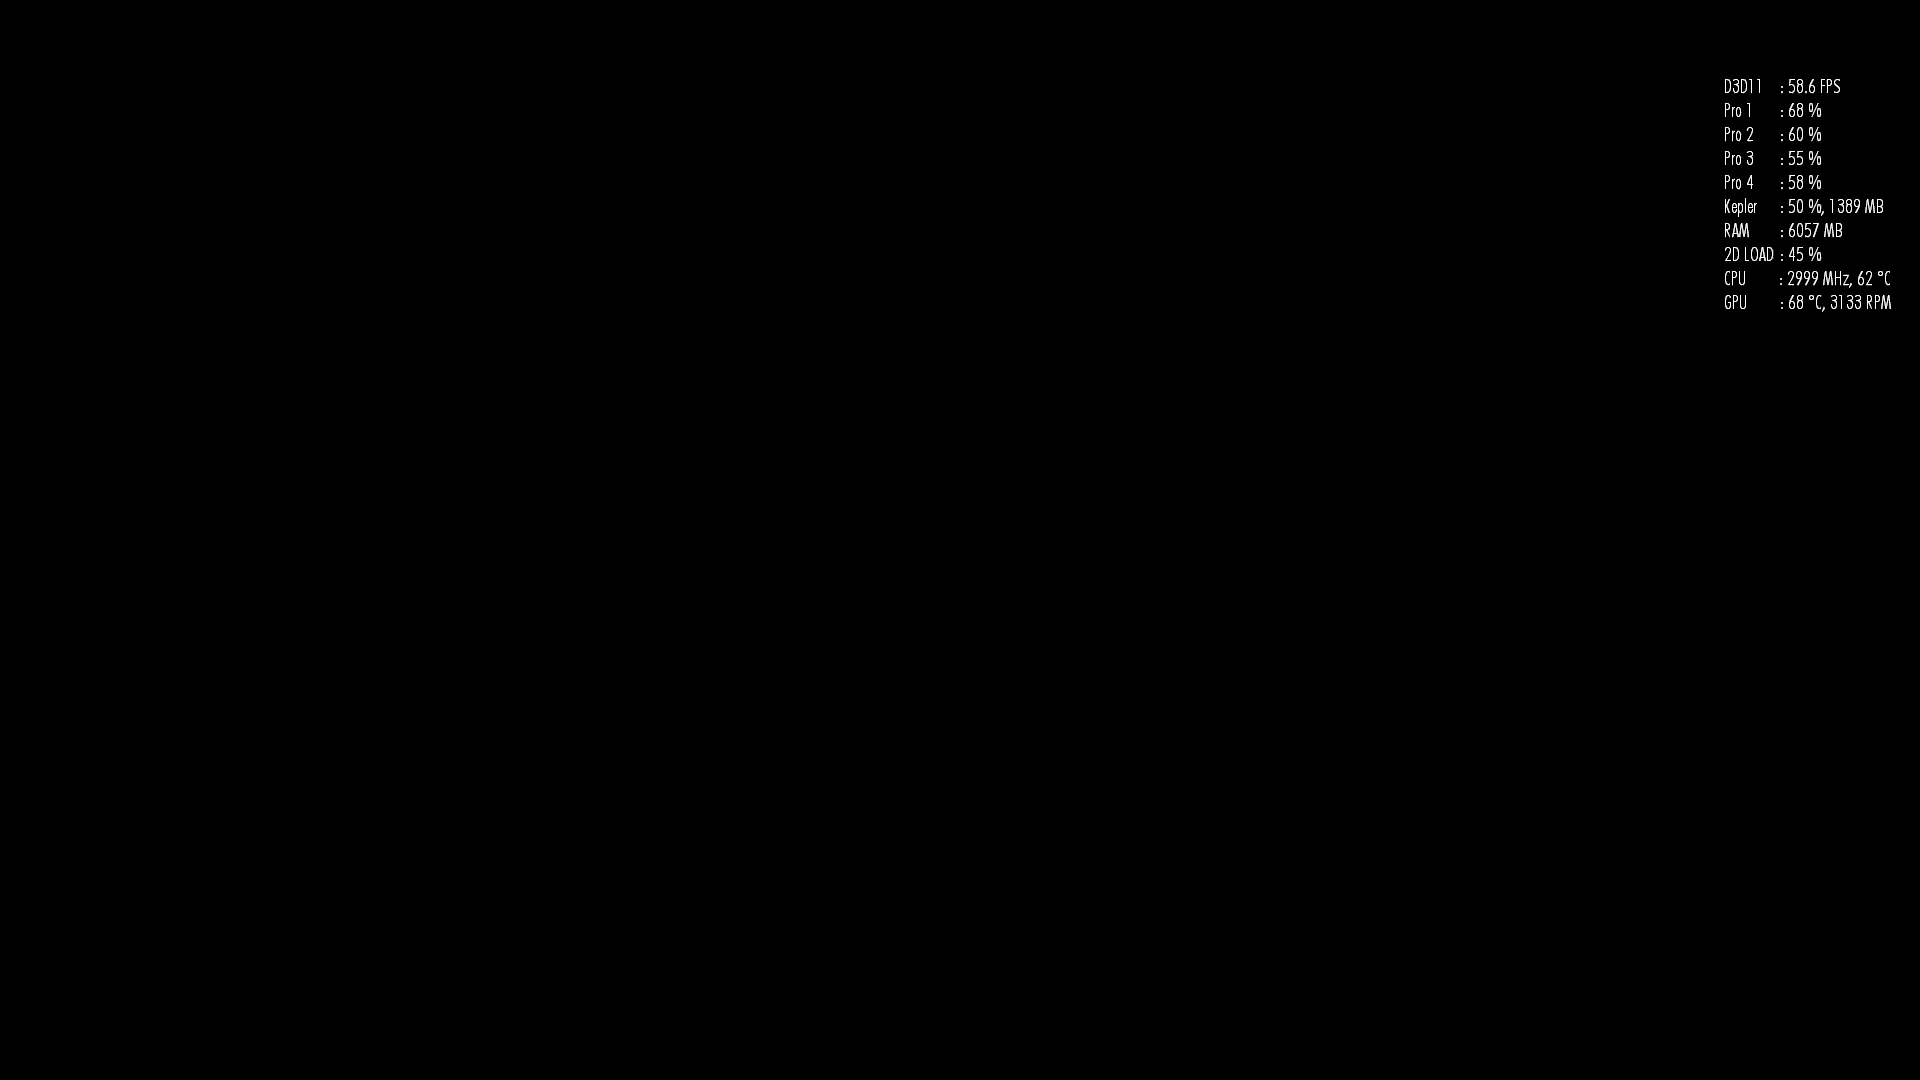 D3D11 : 58.6 FPS
Pro 1 : 68 %
Pro 2 : 60 %
Pro 3 : 55 %
Pro 4 : 58 %
Kepler : 50 %, 1389 MB
RAM : 6057 MB
2D LOAD : 45 %
CPU : 2999 MHz, 62 °C
GPU : 68 °C, 3133 RPM